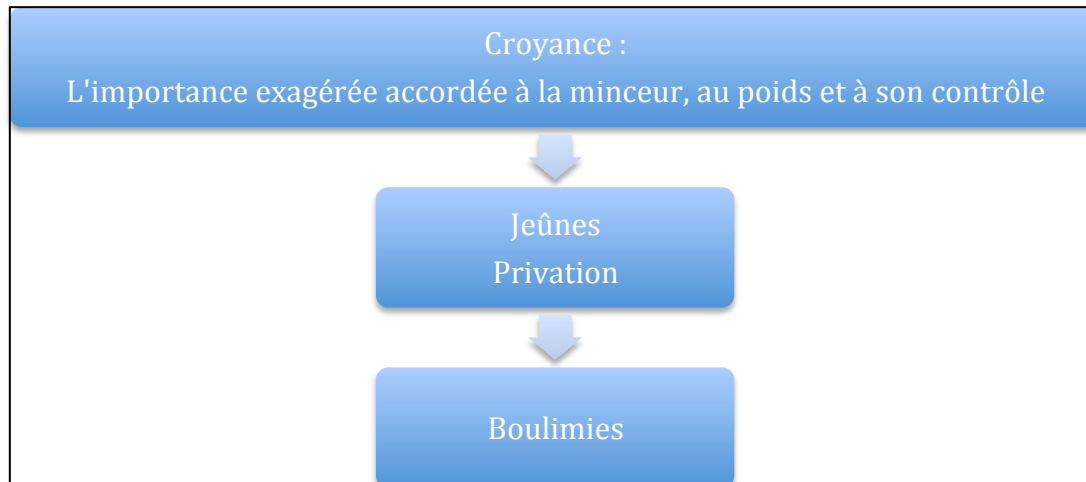 Croyance :
L'importance exagérée accordée à la minceur, au poids et à son contrôle
Jeûnes
Privation
Boulimies